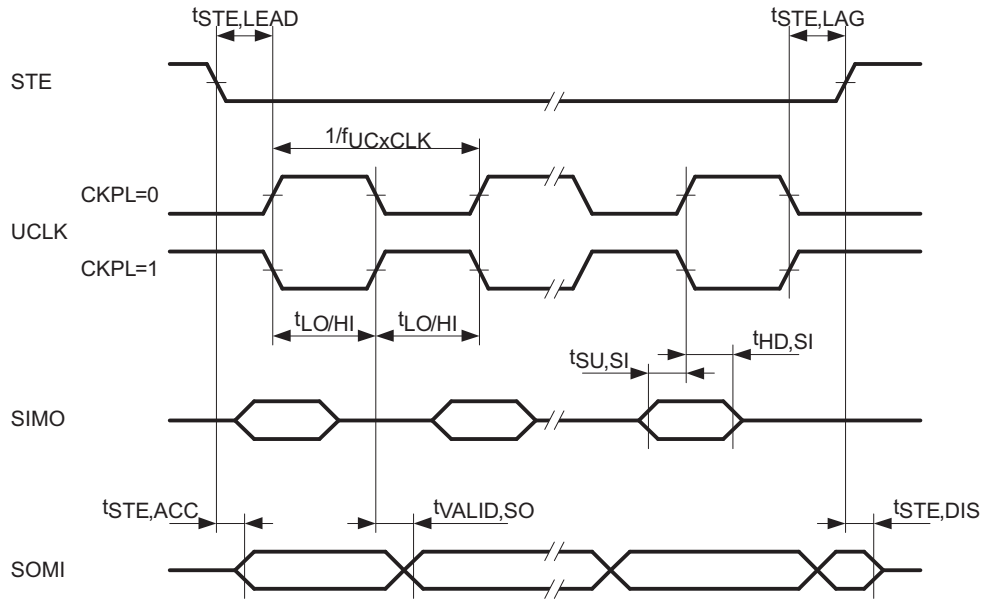 tSTE,LEAD
tSTE,LAG
STE
1/fUCxCLK
CKPL=0
UCLK
CKPL=1
tLO/HI
tLO/HI
tHD,SI
tSU,SI
SIMO
tSTE,ACC
tVALID,SO
tSTE,DIS
SOMI